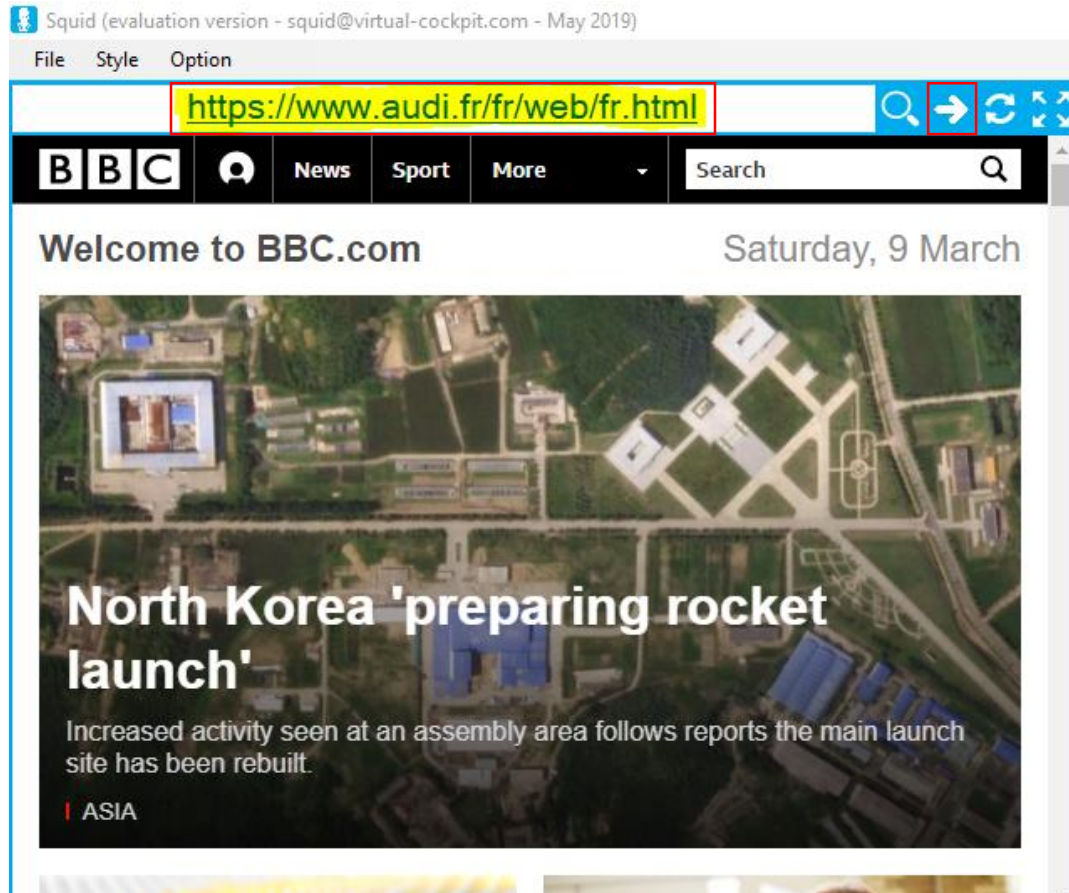 Squid (evaluation version - squid@virtual-cockpit.com - May 2019)
File Style Option
https://www.audi.fr/fr/web/fr.html
BBC News Sport More Search
Welcome to BBC.com Saturday, 9 March
North Korea 'preparing rocket
launch'
Increased activity seen at an assembly area follows reports the main launch
site has been rebuilt.
ASIA